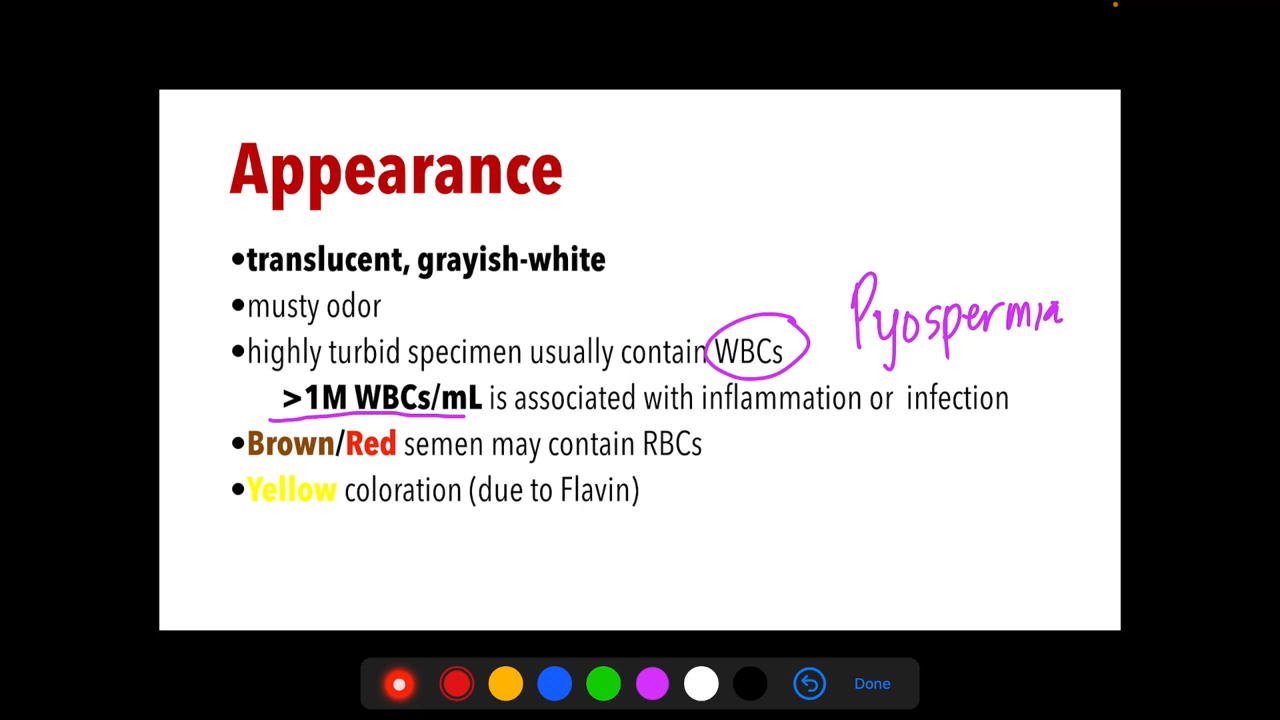 Appearance
•translucent, grayish-white
•musty odor
•highly turbid specimen usually contain WBCs
Pyospermia
>1M WBCs/mL is associated with inflammation or infection
•Brown/Red semen may contain RBCs
•Yellow coloration (due to Flavin)
Done